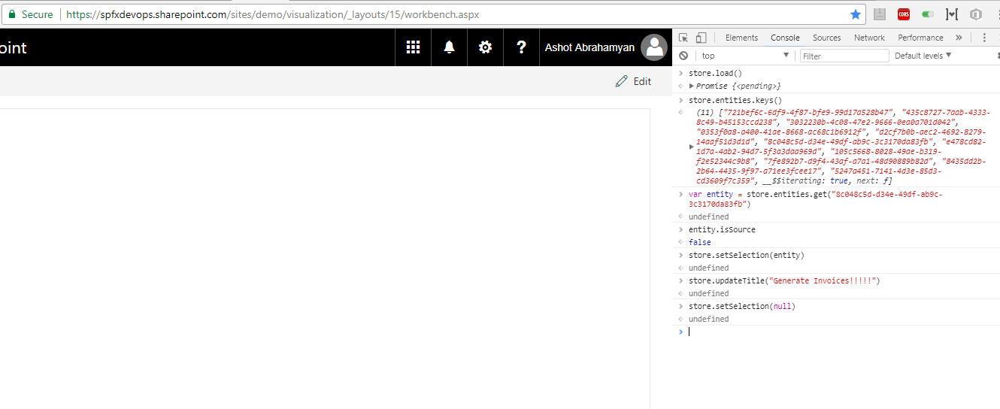 Secure https://spfxdevops.sharepoint.com/sites/demo/visualization/_layouts/15/workbench.aspx
CORS
oint
? Ashot Abrahamyan
Edit
Elements Console Sources Network Performance »
top Filter Default levels
store.load()
Promise {<pending>}
store.entities.keys()
(11) ["721bef6c-6df9-4f87-bfe9-99d17a528b47", "435c8727-7aab-4333-
8c49-b45153ccd238", "3032230b-4c08-47e2-9666-0ea0a701d042",
"0353f0a8-a400-41ae-8668-ac68c1b6912f", "d2cf7b0b-aec2-4692-8279-
14aaf51d3d1d", "8c048c5d-d34e-49df-ab9c-3c3170da83fb", "e478cd82-
1d7a-4ab2-94d7-5f3a3daa969d", "105c5668-8028-49ae-b319-
f2e52344c9b8", "7fe892b7-d9f4-43af-a7a1-48d90889b82d", "8435dd2b-
2b64-4435-9f97-a71ee3fcee17", "5247a451-7141-4d3e-85d3-
cd3609f7c359", __$$iterating: true, next: ƒ]
var entity = store.entities.get("8c048c5d-d34e-49df-ab9c-
3c3170da83fb")
undefined
entity.isSource
false
store.setSelection(entity)
undefined
store.updateTitle("Generate Invoices!!!!!")
undefined
store.setSelection(null)
undefined